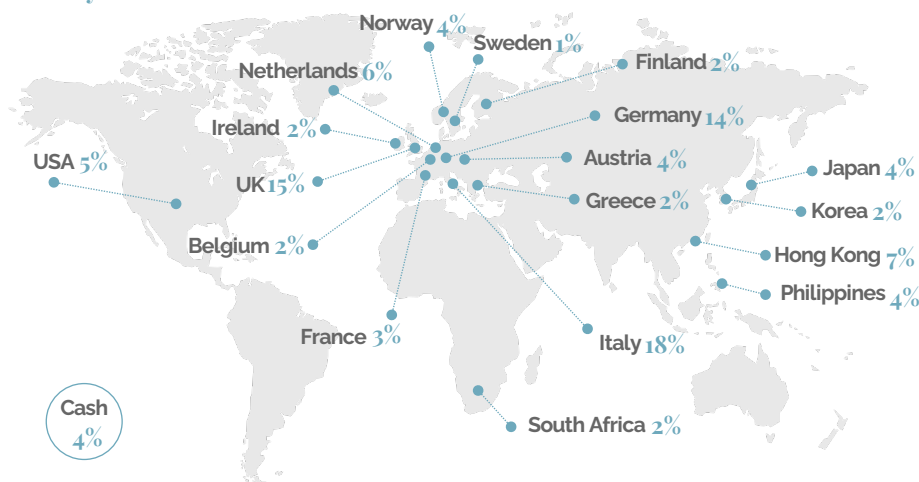 Norway 4%
Sweden 1%
Finland 2%
Netherlands 6%
Germany 14%
Ireland 2%
USA 5%
Austria 4%
Japan 4%
UK 15%
Greece 2%
Korea 2%
Belgium 2%
Hong Kong 7%
Philippines 4%
France 3%
Italy 18%
Cash
4%
South Africa 2%